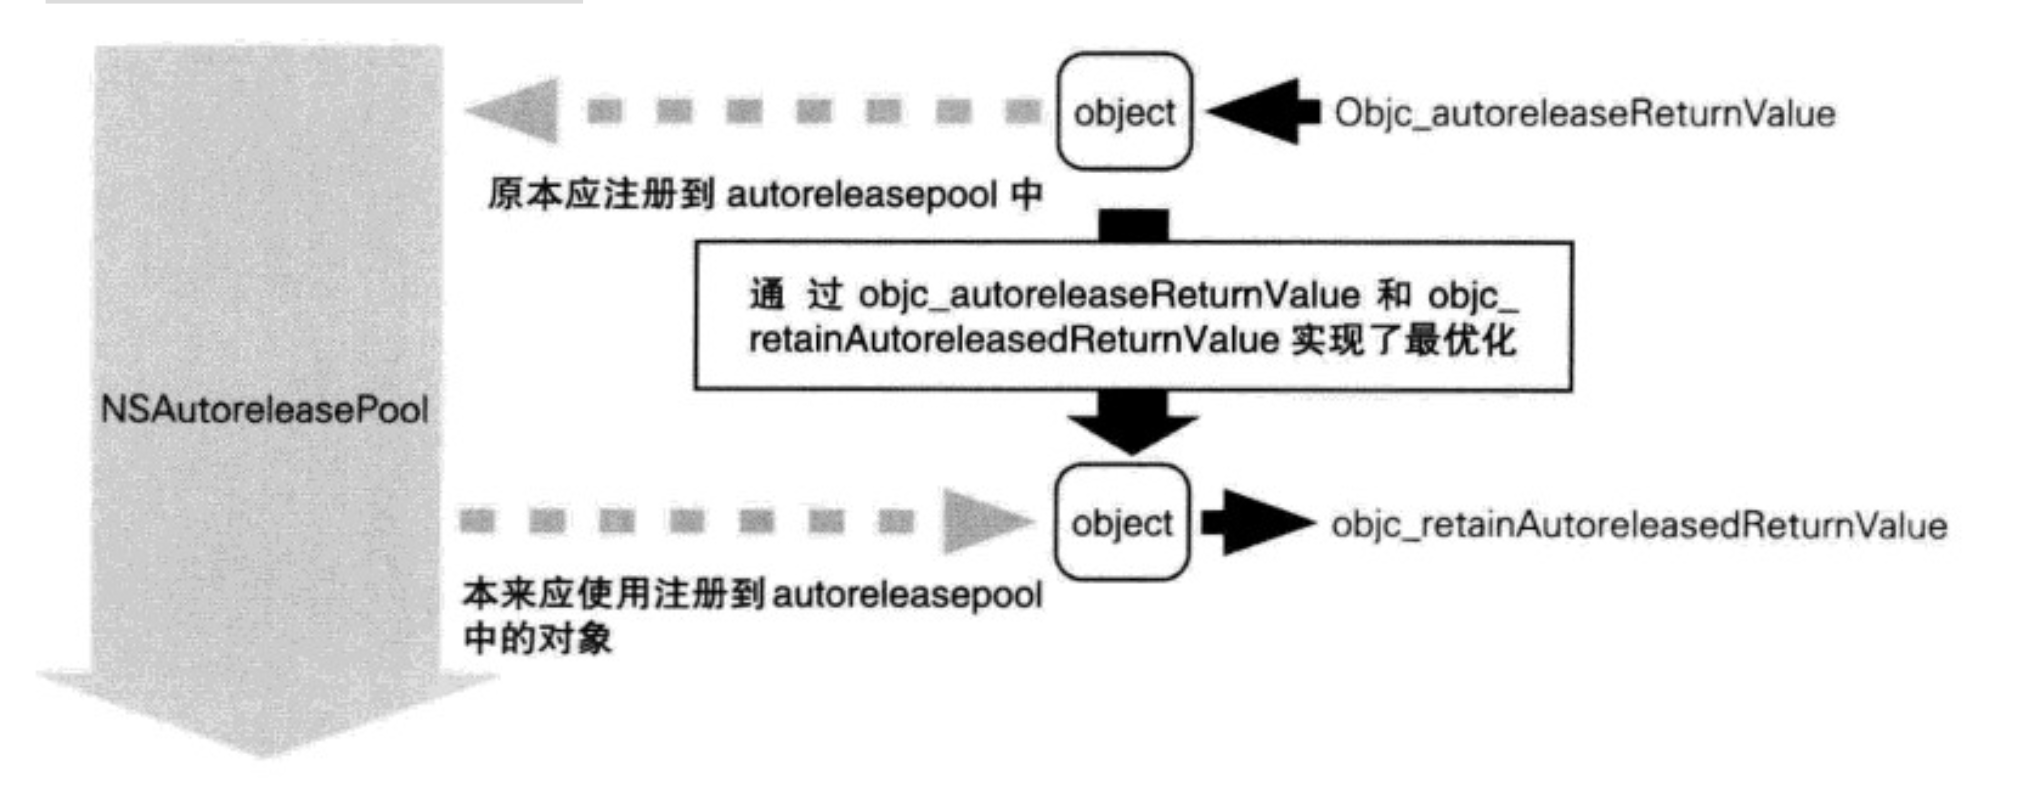 object
Objc_autoreleaseReturnValue
原本应注册到 autoreleasepool 中
通 过 objc_autoreleaseReturnValue 和 objc_
retainAutoreleasedReturnValue 实现了最优化
NSAutoreleasePool
object
objc_retainAutoreleasedReturnValue
本来应使用注册到 autoreleasepool
中的对象